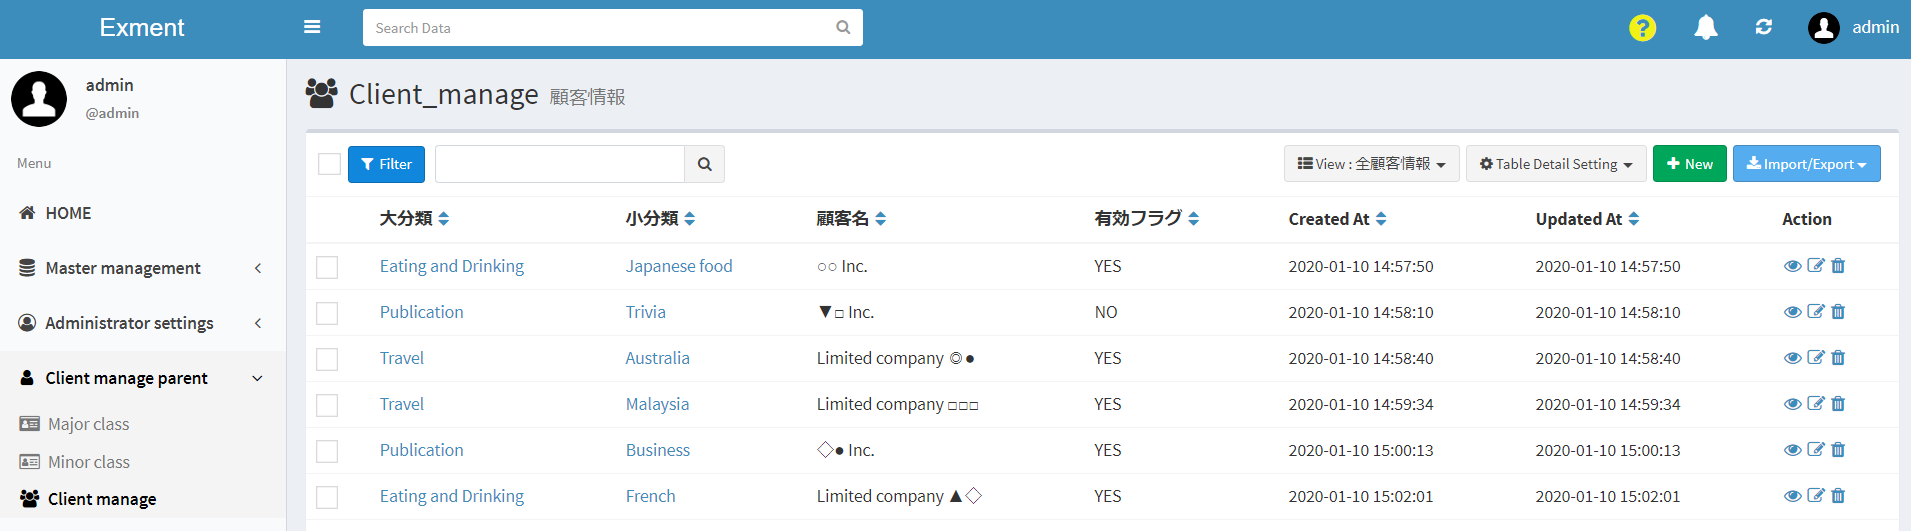 Exment
Search Data
? admin
admin
@admin
Menu
HOME
Master management
Administrator settings
Client manage parent
Major class
Minor class
Client manage
Client_manage 顧客情報
Filter View : 全顧客情報 Table Detail Setting + New Import/Export
大分類 小分類 顧客名 有効フラグ Created At Updated At Action
Eating and Drinking Japanese food ○○ Inc. YES 2020-01-10 14:57:50 2020-01-10 14:57:50
Publication Trivia ▼□ Inc. NO 2020-01-10 14:58:10 2020-01-10 14:58:10
Travel Australia Limited company ◎● YES 2020-01-10 14:58:40 2020-01-10 14:58:40
Travel Malaysia Limited company □□□ YES 2020-01-10 14:59:34 2020-01-10 14:59:34
Publication Business ◇● Inc. YES 2020-01-10 15:00:13 2020-01-10 15:00:13
Eating and Drinking French Limited company ▲◇ YES 2020-01-10 15:02:01 2020-01-10 15:02:01